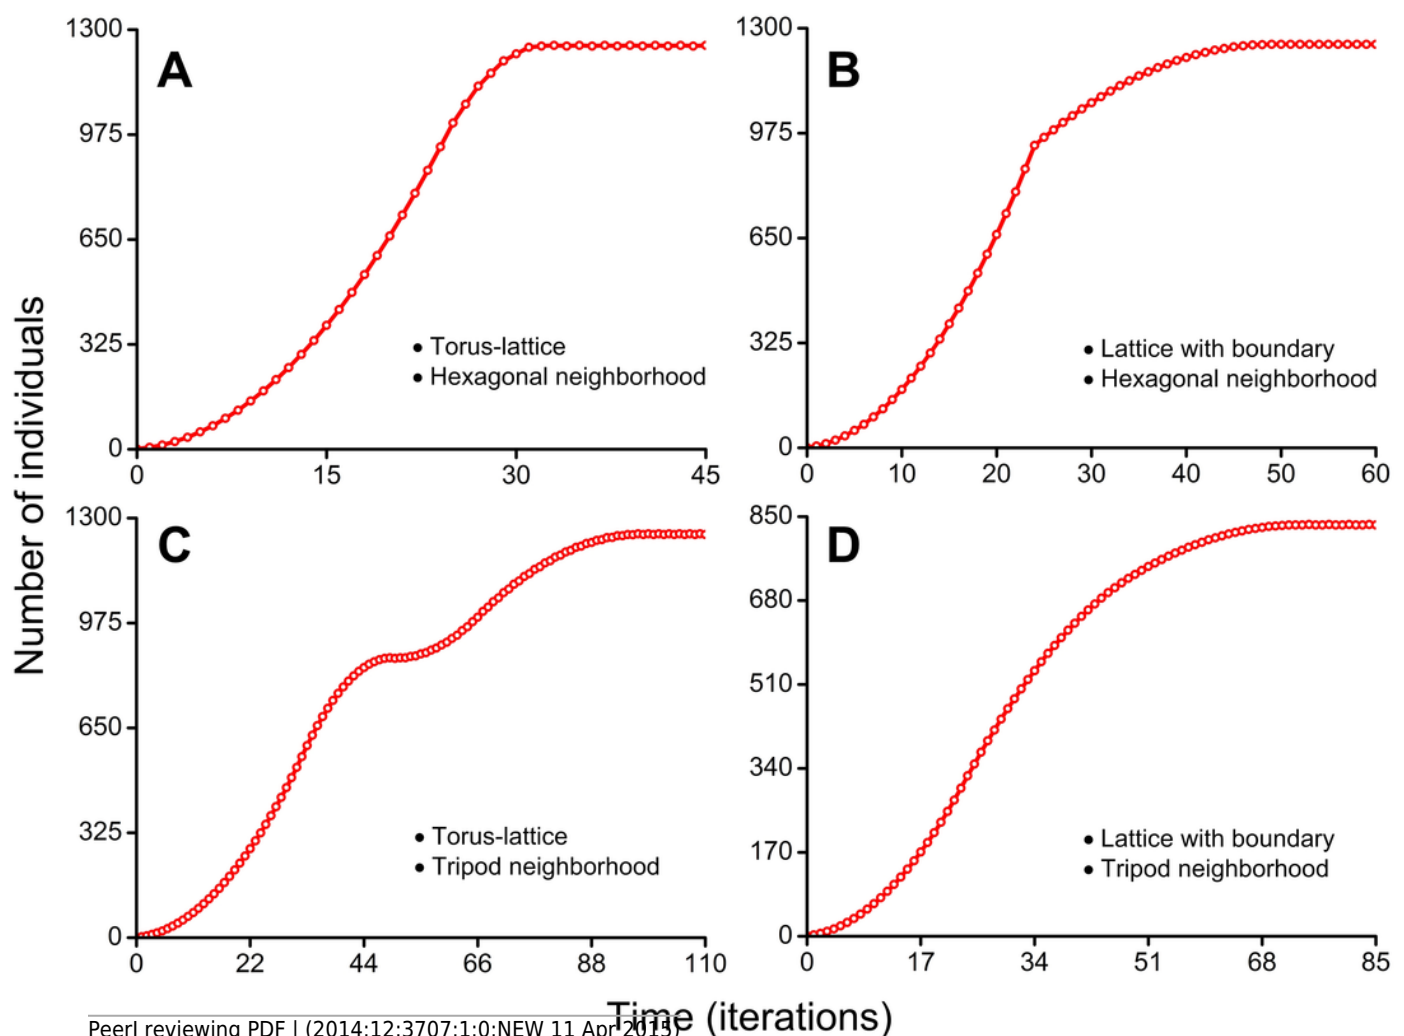 Number of individuals
A
1300
975
650
325
0
0 15 30 45
• Torus-lattice
• Hexagonal neighborhood
B
1300
975
650
325
0
0 10 20 30 40 50 60
• Lattice with boundary
• Hexagonal neighborhood
C
1300
975
650
325
0
0 22 44 66 88 110
• Torus-lattice
• Tripod neighborhood
D
850
680
510
340
170
0
0 17 34 51 68 85
• Lattice with boundary
• Tripod neighborhood
Time (iterations)
PeerJ reviewing PDF | (2014:12:3707:1:0:NEW 11 Apr 2015)